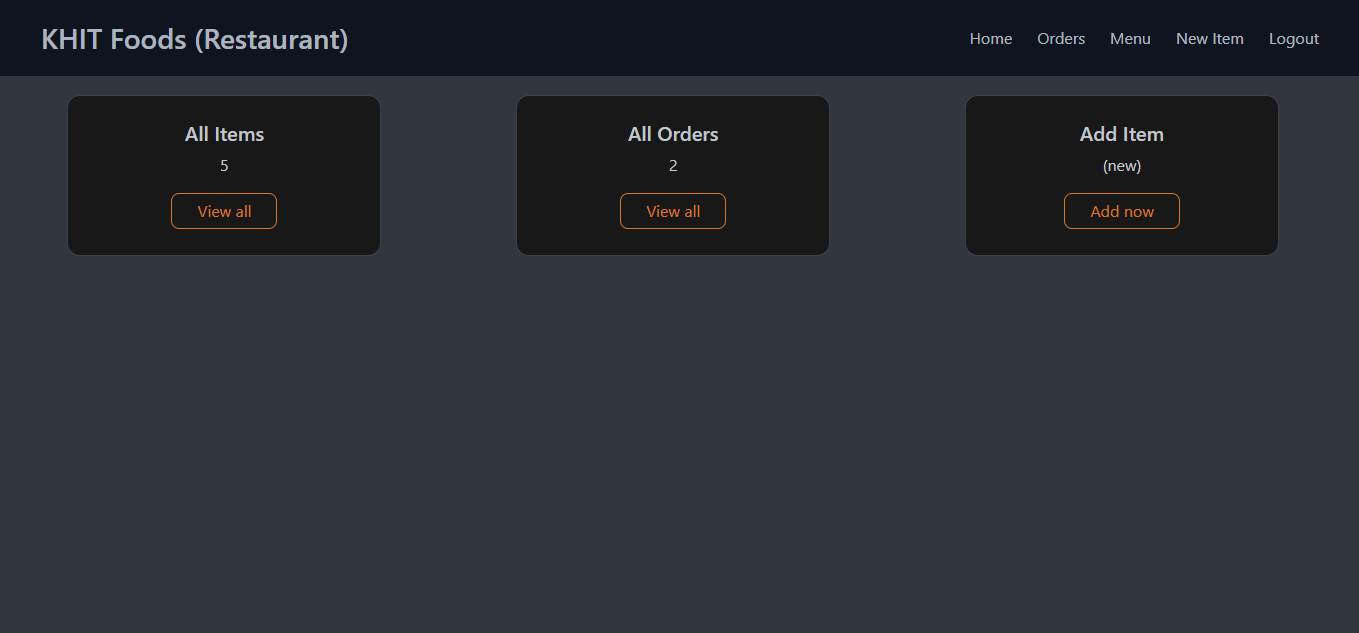 KHIT Foods (Restaurant)
Home Orders Menu New Item Logout
All Items
5
View all
All Orders
2
View all
Add Item
(new)
Add now